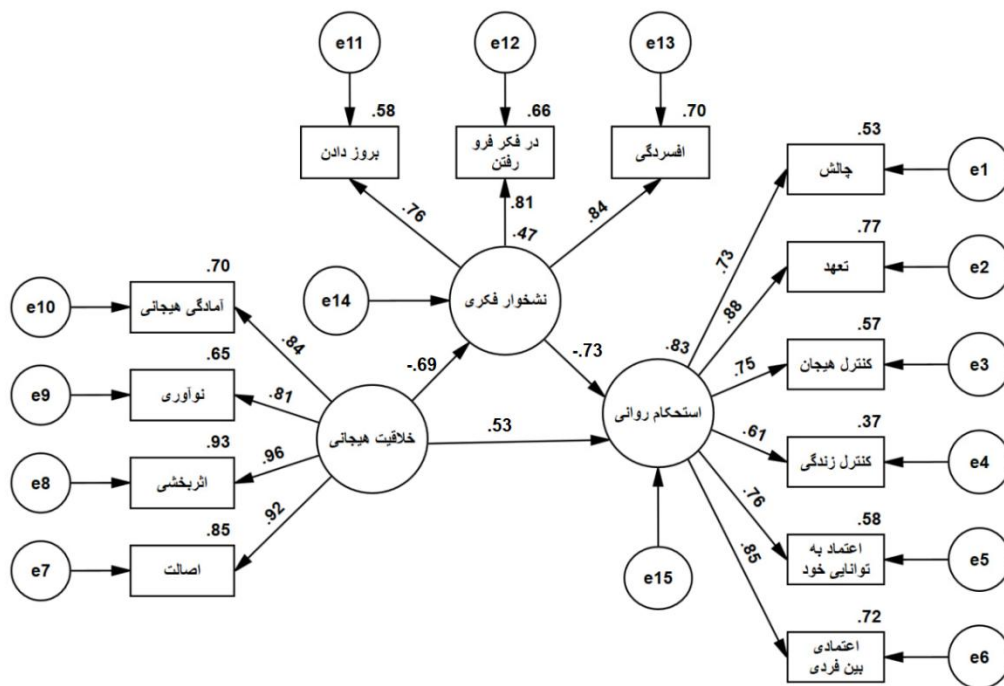 e11
e12
e13
.58
.66
.70
بروز دادن
در فکر فرو
رفتن
افسردگی
.53
چالش
e1
.76
.81
.84
.47
نشخوار فکری
e14
.73
.77
تعهد
e2
.88
.70
آمادگی هیجانی
e10
.84
-.69
-.73
.83
استحکام روانی
.75
.57
کنترل هیجان
e3
.65
نوآوری
e9
.81
خلاقیت هیجانی
.53
.61
.37
کنترل زندگی
e4
.93
اثربخشی
e8
.96
.76
.58
اعتماد به
توانایی خود
e5
.85
اصالت
e7
.92
e15
.85
.72
اعتمادی
بین فردی
e6